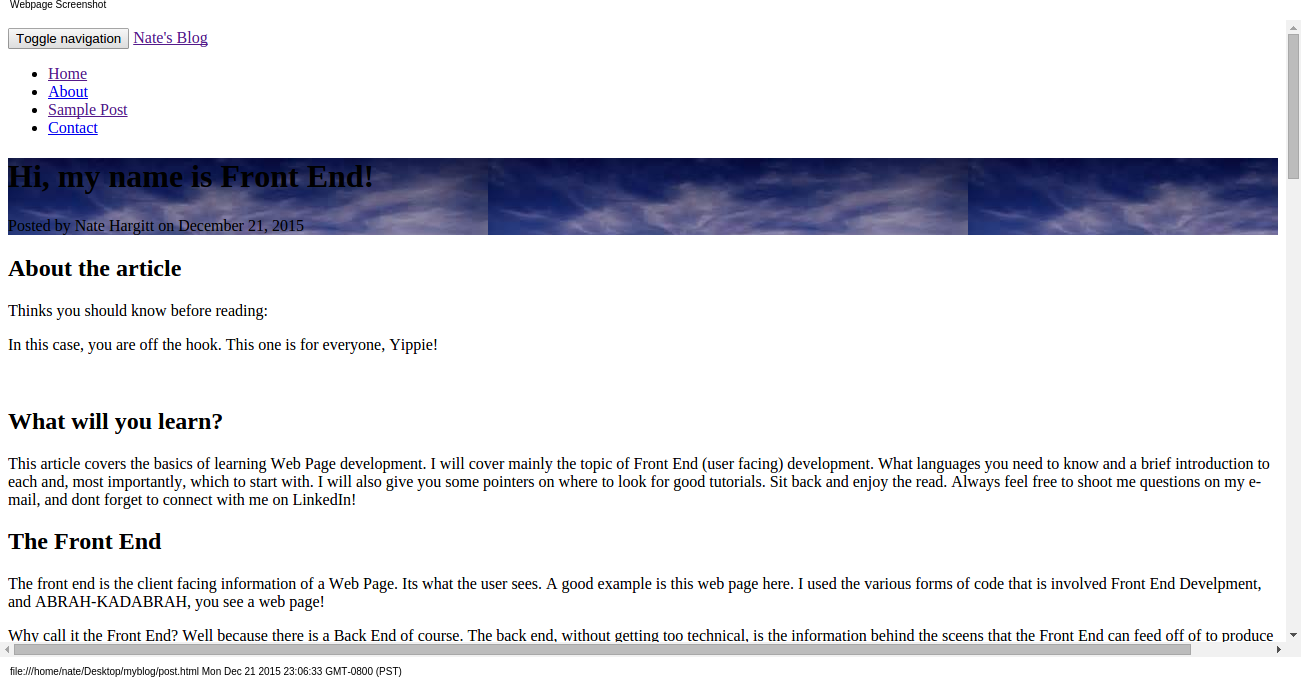 Webpage Screenshot
Toggle navigation Nate's Blog
Home
About
Sample Post
Contact
Hi, my name is Front End!
Posted by Nate Hargitt on December 21, 2015
About the article
Thinks you should know before reading:
In this case, you are off the hook. This one is for everyone, Yippie!
What will you learn?
This article covers the basics of learning Web Page development. I will cover mainly the topic of Front End (user facing) development. What languages you need to know and a brief introduction to
each and, most importantly, which to start with. I will also give you some pointers on where to look for good tutorials. Sit back and enjoy the read. Always feel free to shoot me questions on my e-
mail, and dont forget to connect with me on LinkedIn!
The Front End
The front end is the client facing information of a Web Page. Its what the user sees. A good example is this web page here. I used the various forms of code that is involved Front End Develpment,
and ABRAH-KADABRAH, you see a web page!
Why call it the Front End? Well because there is a Back End of course. The back end, without getting too technical, is the information behind the sceens that the Front End can feed off of to produce
file:///home/nate/Desktop/myblog/post.html Mon Dec 21 2015 23:06:33 GMT-0800 (PST)